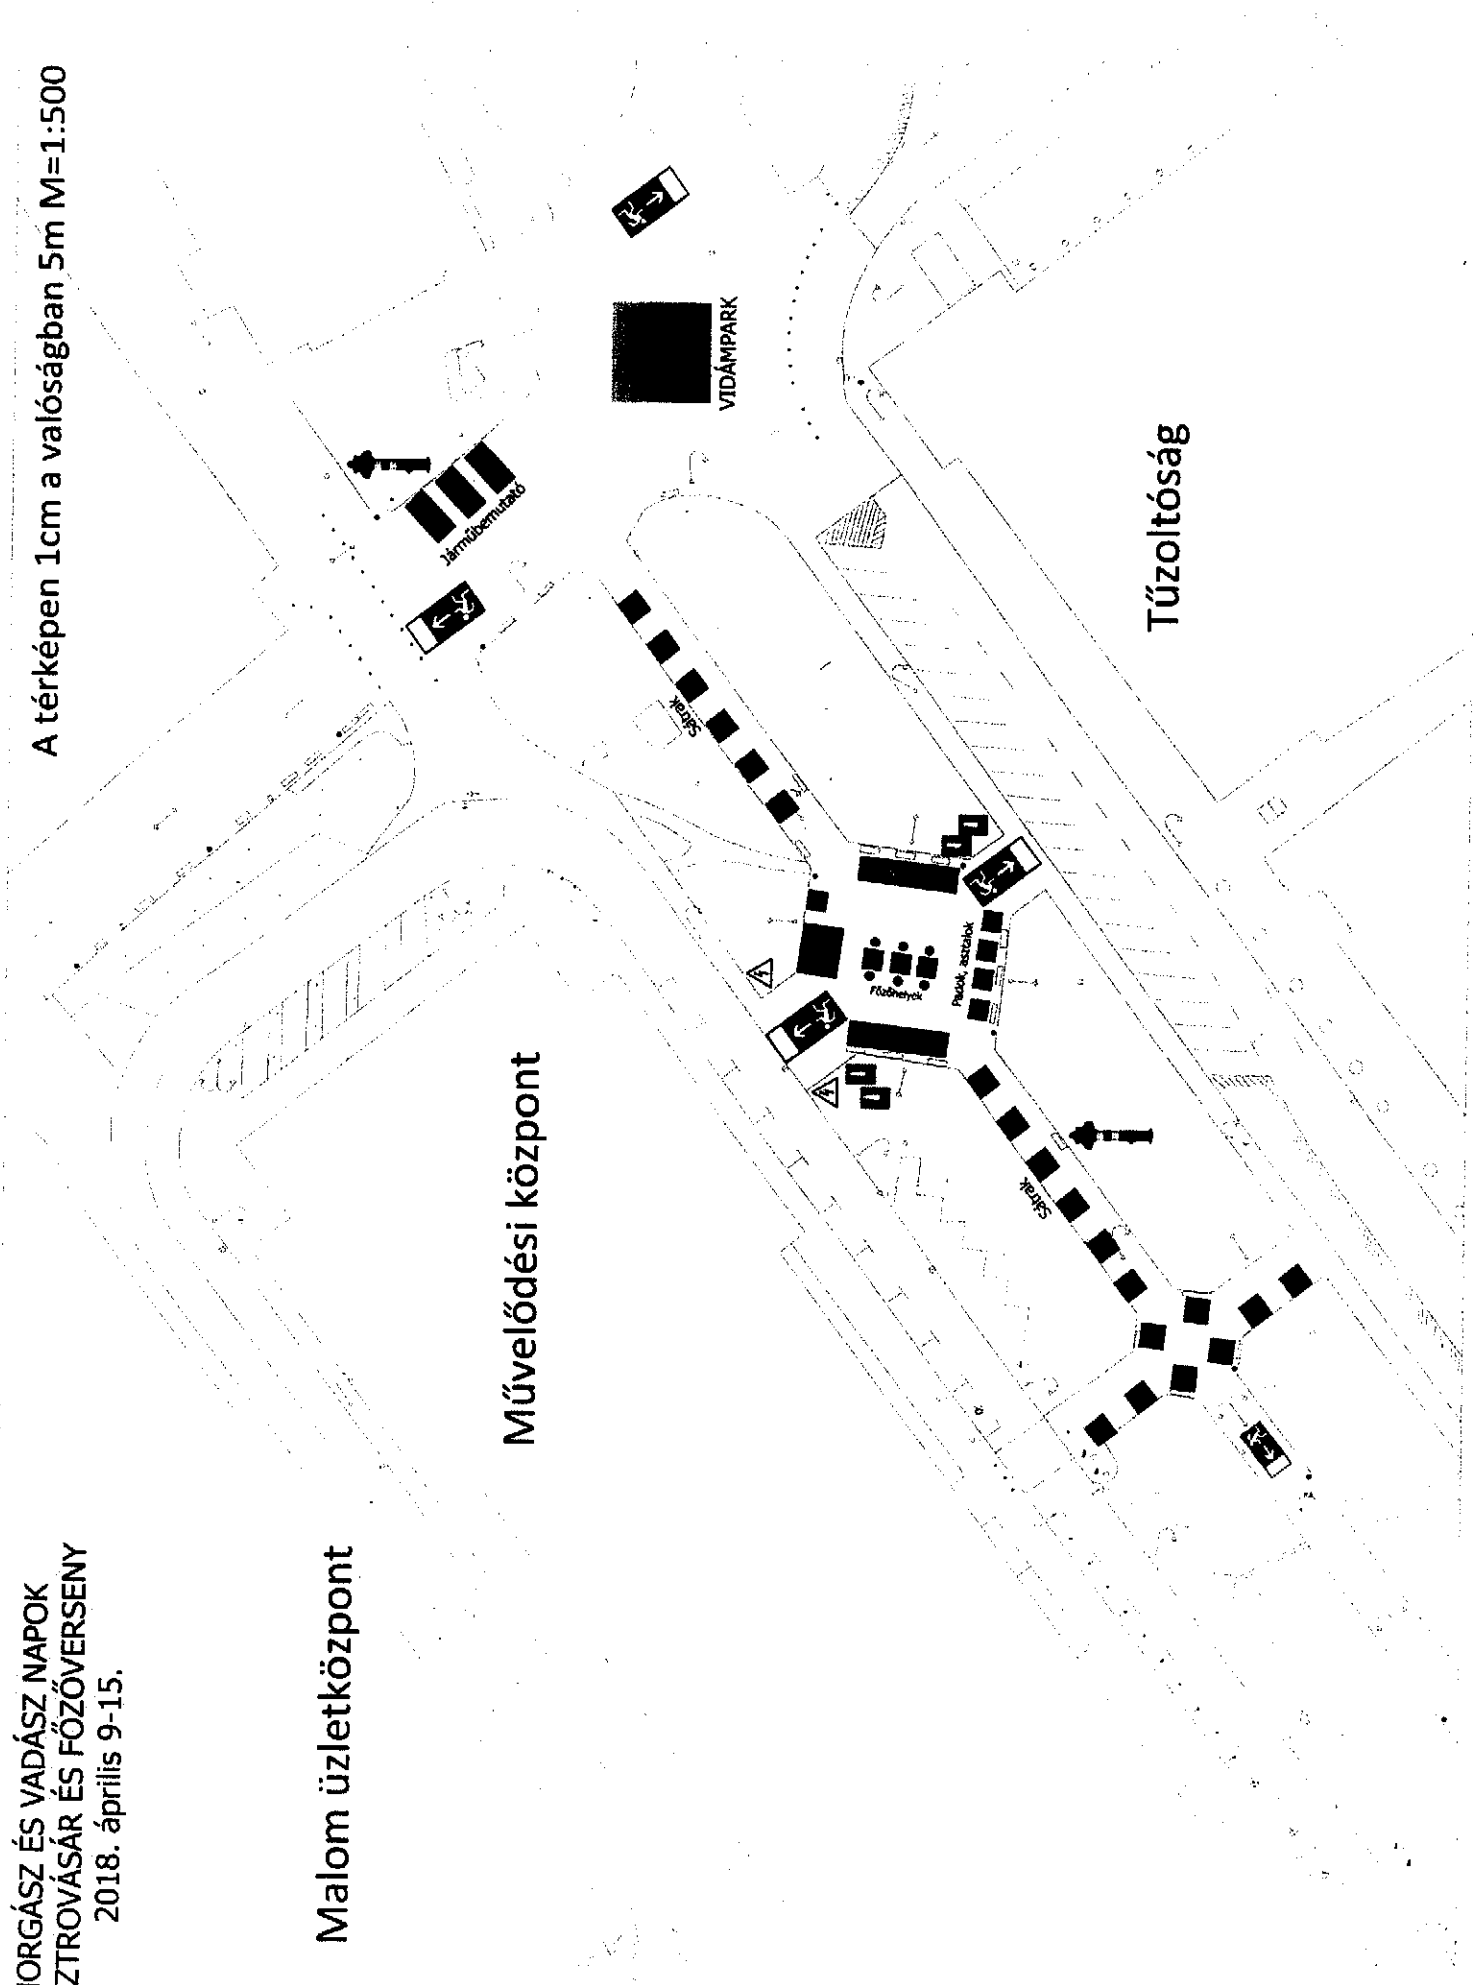 ORGÁSZ ÉS VADÁSZ NAPOK
ZTROVÁSÁR ÉS FŐZŐVERSENY
2018. április 9-15.
A térképen 1cm a valóságban 5m M=1:500
Malom üzletközpont
Művelődési központ
Járműbemutató
VIDÁMPARK
Sátrak
Főzőhelyek
Padok, asztalok
Sátrak
Tűzoltóság